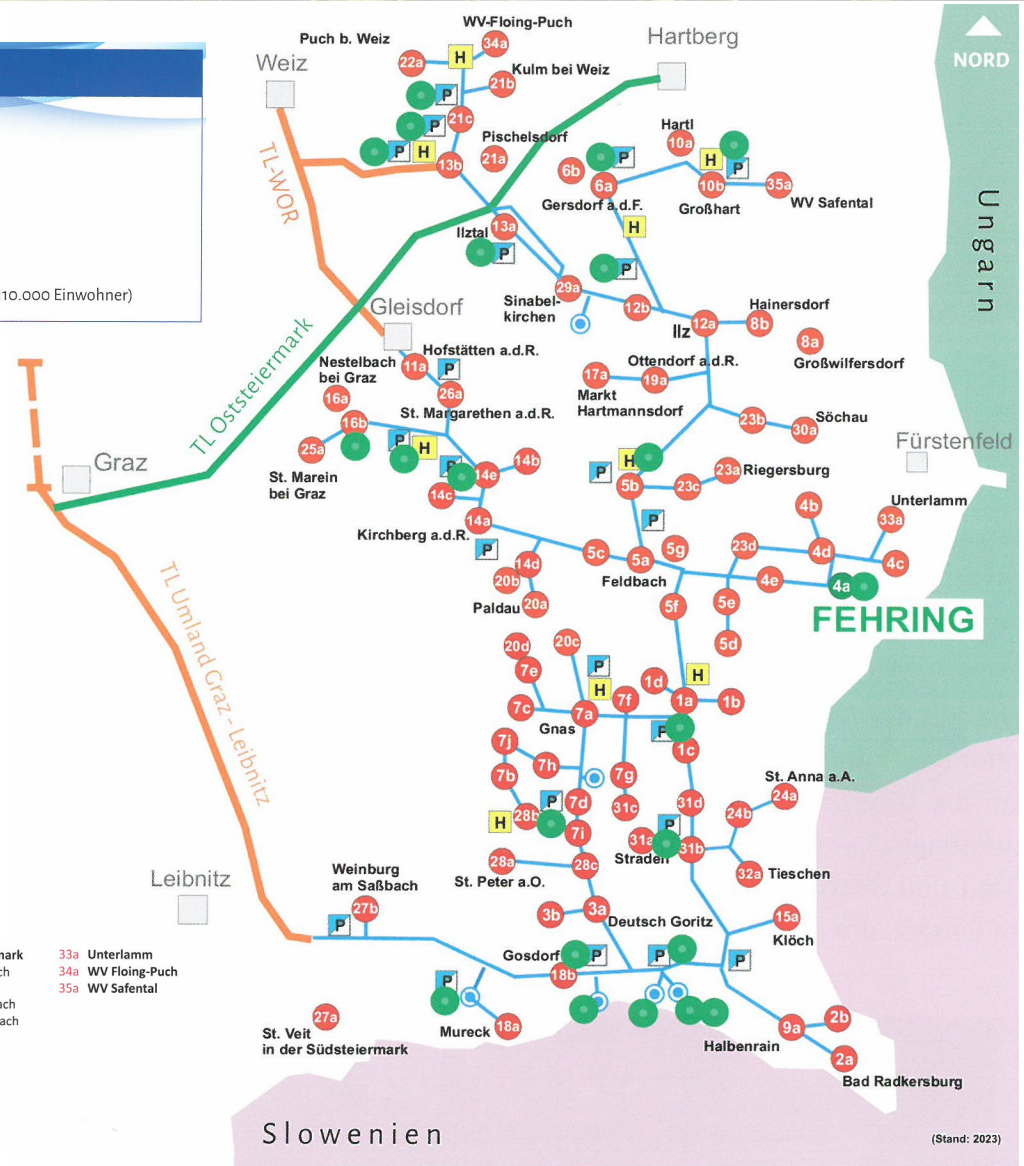 WV-Floing-Puch
Puch b. Weiz
34a
H
22a
Hartberg
NORD
Weiz
Kulm bei Weiz
21b
P
21c
P
Pischelsdorf
Hartl
10a
P
H
13b
21a
6b
P
H
P
6a
10b
35a
Gersdorf a.d.F.
Großhart
WV Safental
TL-WOR
Ungarn
Ilztal
13a
P
H
P
10.000 Einwohner)
29a
Sinabel-
kirchen
12b
Hainersdorf
Ilz
12a
8b
8a
Großwilfersdorf
Gleisdorf
Hofstätten a.d.R.
11a
P
Nestelbach
bei Graz
16a
26a
Ottendorf a.d.R.
17a
19a
Markt
Hartmannsdorf
TL Oststeiermark
St. Margarethen a.d.R.
16b
23b
Söchau
30a
25a
P
H
St. Marein
bei Graz
P
14e
14b
14c
Graz
Fürstenfeld
P
H
5b
23c
23a
Riegersburg
14a
Kirchberg a.d.R.
P
P
4b
Unterlamm
33a
5c
5a
5g
Feldbach
23d
4d
4c
14d
20b
20a
Paldau
4e
4a
5f
5e
5d
FEHRING
TL Umland Graz - Leibnitz
20d
20c
7e
P
H
1d
H
7c
7a
7f
1a
1b
Gnas
P
1c
7j
7h
7b
7g
St. Anna a.A.
24a
P
7d
31c
31d
24b
H
28b
7i
P
31a
31b
Straden
28a
28c
St. Peter a.O.
32a
Tieschen
Leibnitz
Weinburg
am Saßbach
27b
P
3b
3a
Deutsch Goritz
15a
Klöch
33a Unterlamm
34a WV Floing-Puch
35a WV Safental
Gosdorf
P
P
P
18b
P
27a
St. Veit
in der Südsteiermark
Mureck
18a
9a
2b
Halbenrain
2a
Bad Radkersburg
Slowenien
(Stand: 2023)